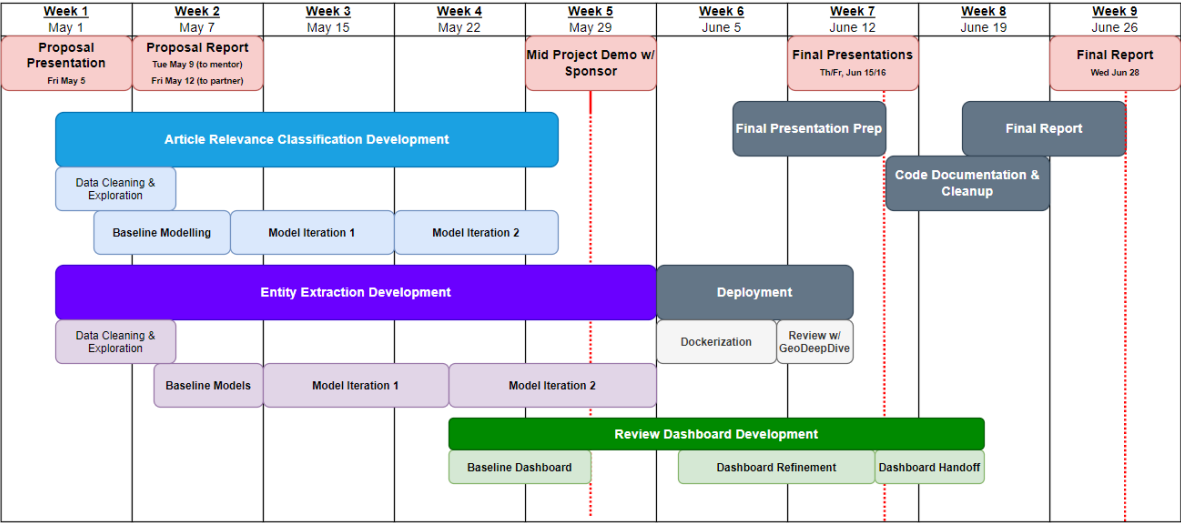 Week 1
May 1
Week 2
May 7
Week 3
May 15
Week 4
May 22
Week 5
May 29
Week 6
June 5
Week 7
June 12
Week 8
June 19
Week 9
June 26
Proposal
Presentation
Fri May 5
Proposal Report
Tue May 9 (to mentor)
Fri May 12 (to partner)
Mid Project Demo w/
Sponsor
Final Presentations
Th/Fr, Jun 15/16
Final Report
Wed Jun 28
Article Relevance Classification Development
Final Presentation Prep
Final Report
Data Cleaning &
Exploration
Code Documentation &
Cleanup
Baseline Modelling
Model Iteration 1
Model Iteration 2
Entity Extraction Development
Deployment
Data Cleaning &
Exploration
Dockerization
Review w/
GeoDeepDive
Baseline Models
Model Iteration 1
Model Iteration 2
Review Dashboard Development
Baseline Dashboard
Dashboard Refinement
Dashboard Handoff